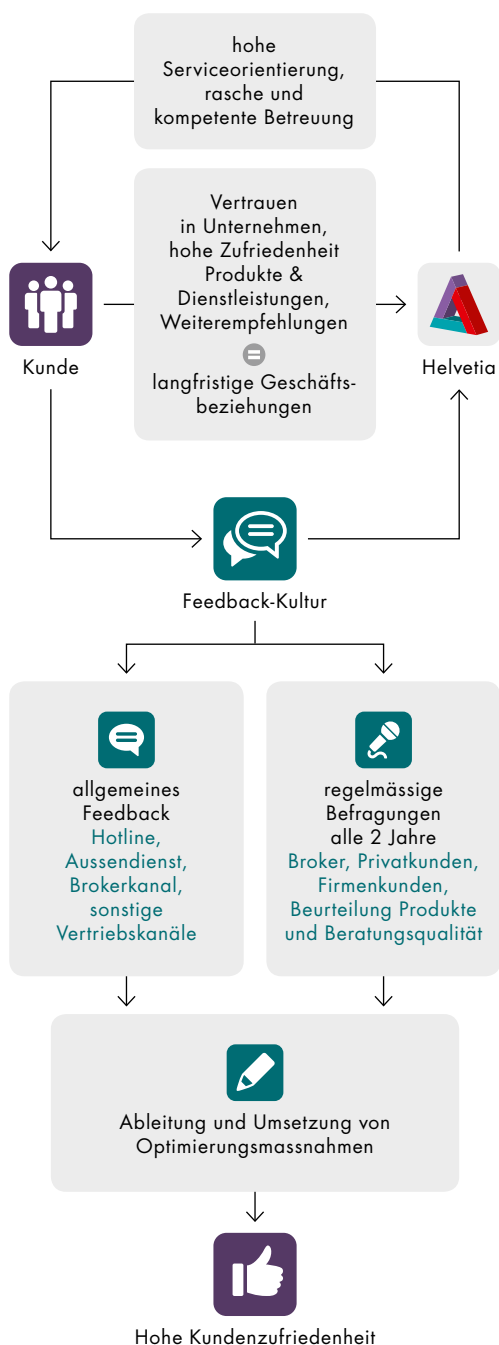 hohe
Serviceorientierung,
rasche und
kompetente Betreuung
Vertrauen
in Unternehmen,
hohe Zufriedenheit
Produkte &
Dienstleistungen,
Weiterempfehlungen
=
langfristige Geschäfts-
beziehungen
Kunde
Helvetia
Feedback-Kultur
allgemeines
Feedback
Hotline,
Aussendienst,
Brokerkanal,
sonstige
Vertriebskanäle
regelmässige
Befragungen
alle 2 Jahre
Broker, Privatkunden,
Firmenkunden,
Beurteilung Produkte
und Beratungsqualität
Ableitung und Umsetzung von
Optimierungsmassnahmen
Hohe Kundenzufriedenheit